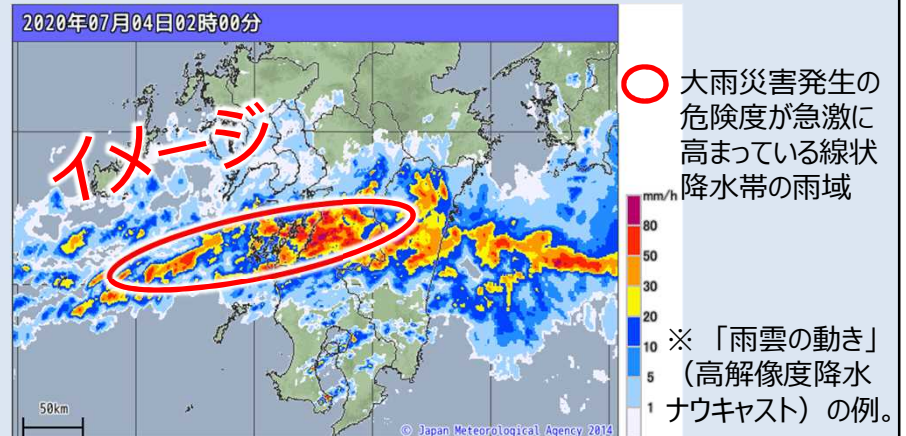 2020年07月04日02時00分
イメージ
50km
© Japan Meteorological Agency 2014
大雨災害発生の
危険度が急激に
高まっている線状
降水帯の雨域
mm/h
80
50
30
20
10
5
1
※ 「雨雲の動き」
(高解像度降水
ナウキャスト) の例。